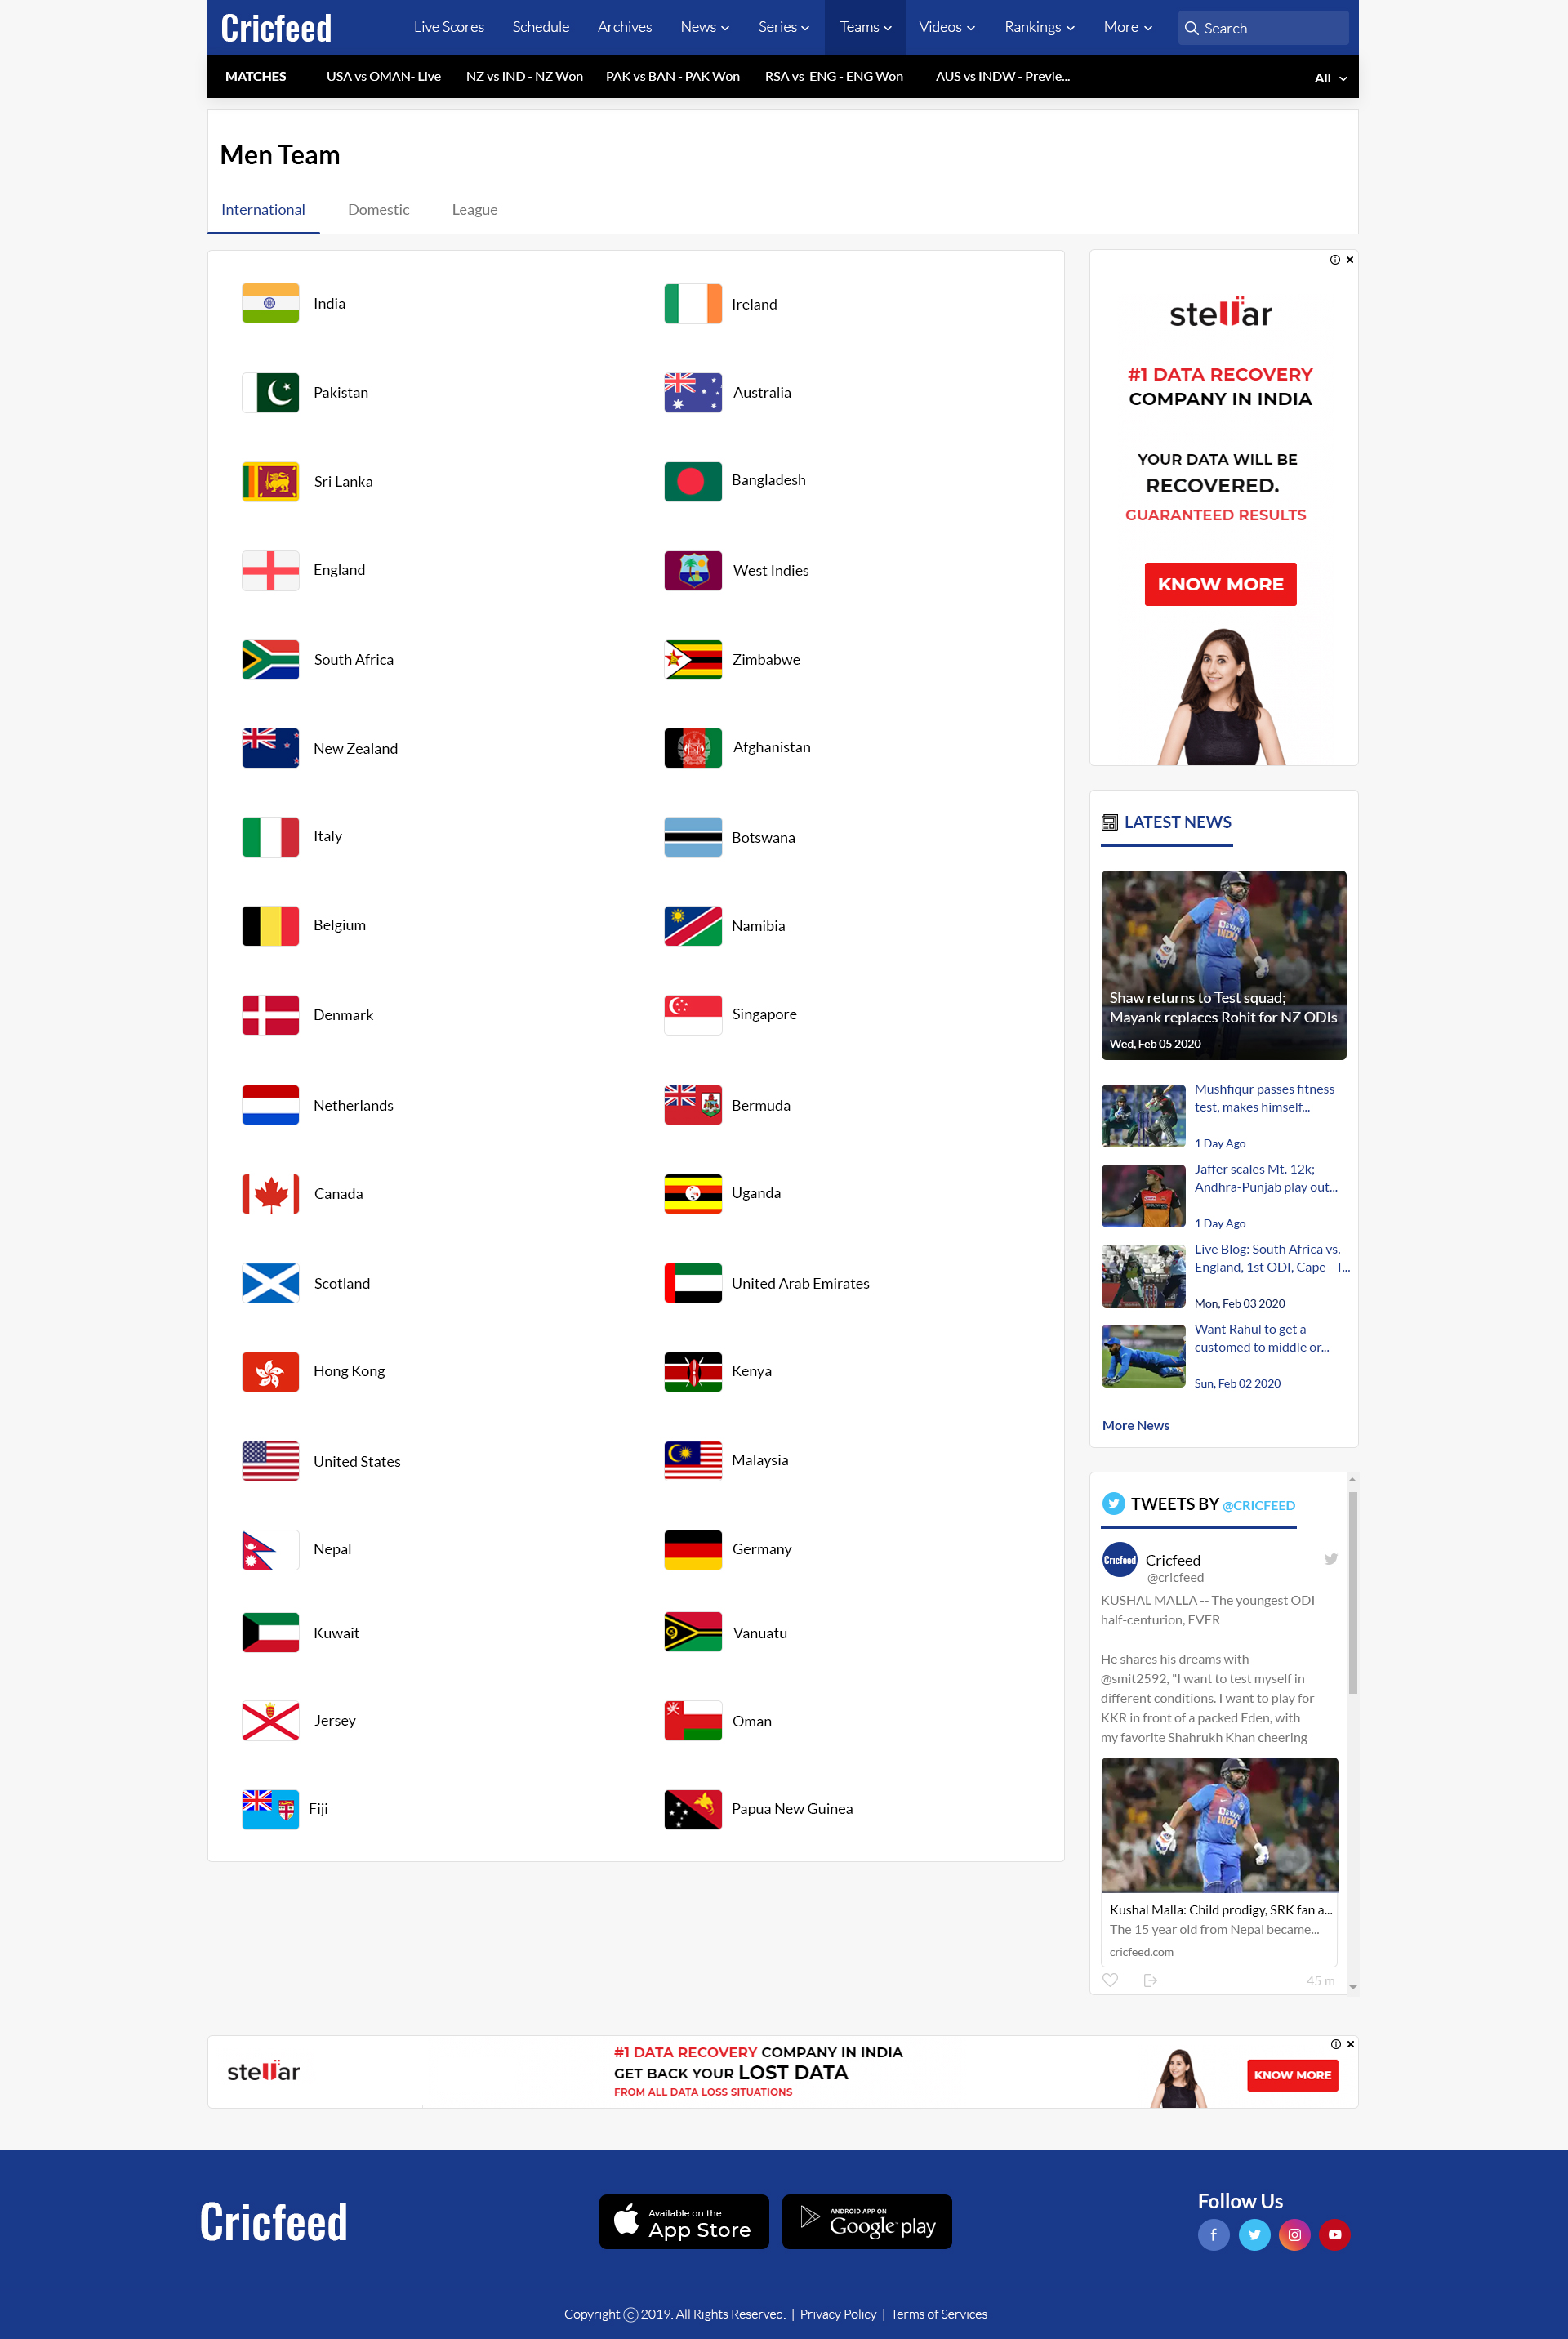 Cricfeed
Live Scores
Schedule
Archives
News
Series
Teams
Videos
Rankings
More
Search
MATCHES
USA vs OMAN- Live
NZ vs IND - NZ Won
PAK vs BAN - PAK Won
RSA vs ENG - ENG Won
AUS vs INDW - Previe...
All
Men Team
International
Domestic
League
India
Ireland
Pakistan
Australia
Sri Lanka
Bangladesh
England
West Indies
South Africa
Zimbabwe
New Zealand
Afghanistan
Italy
Botswana
Belgium
Namibia
Denmark
Singapore
Netherlands
Bermuda
Canada
Uganda
Scotland
United Arab Emirates
Hong Kong
Kenya
United States
Malaysia
Nepal
Germany
Kuwait
Vanuatu
Jersey
Oman
Fiji
Papua New Guinea
stellar
#1 DATA RECOVERY
COMPANY IN INDIA
YOUR DATA WILL BE
RECOVERED.
GUARANTEED RESULTS
KNOW MORE
LATEST NEWS
Shaw returns to Test squad;
Mayank replaces Rohit for NZ ODIs
Wed, Feb 05 2020
Mushfiqur passes fitness
test, makes himself...
1 Day Ago
Jaffer scales Mt. 12k;
Andhra-Punjab play out...
1 Day Ago
Live Blog: South Africa vs.
England, 1st ODI, Cape - T...
Mon, Feb 03 2020
Want Rahul to get a
customed to middle or...
Sun, Feb 02 2020
More News
TWEETS BY @CRICFEED
Cricfeed
Cricfeed
@cricfeed
KUSHAL MALLA -- The youngest ODI
half-centurion, EVER
He shares his dreams with
@smit2592, "I want to test myself in
different conditions. I want to play for
KKR in front of a packed Eden, with
my favorite Shahrukh Khan cheering
Kushal Malla: Child prodigy, SRK fan a...
The 15 year old from Nepal became...
cricfeed.com
45 m
stellar
#1 DATA RECOVERY COMPANY IN INDIA
GET BACK YOUR LOST DATA
FROM ALL DATA LOSS SITUATIONS
KNOW MORE
Cricfeed
Available on the
App Store
ANDROID APP ON
Google play
Follow Us
Copyright © 2019. All Rights Reserved. | Privacy Policy | Terms of Services